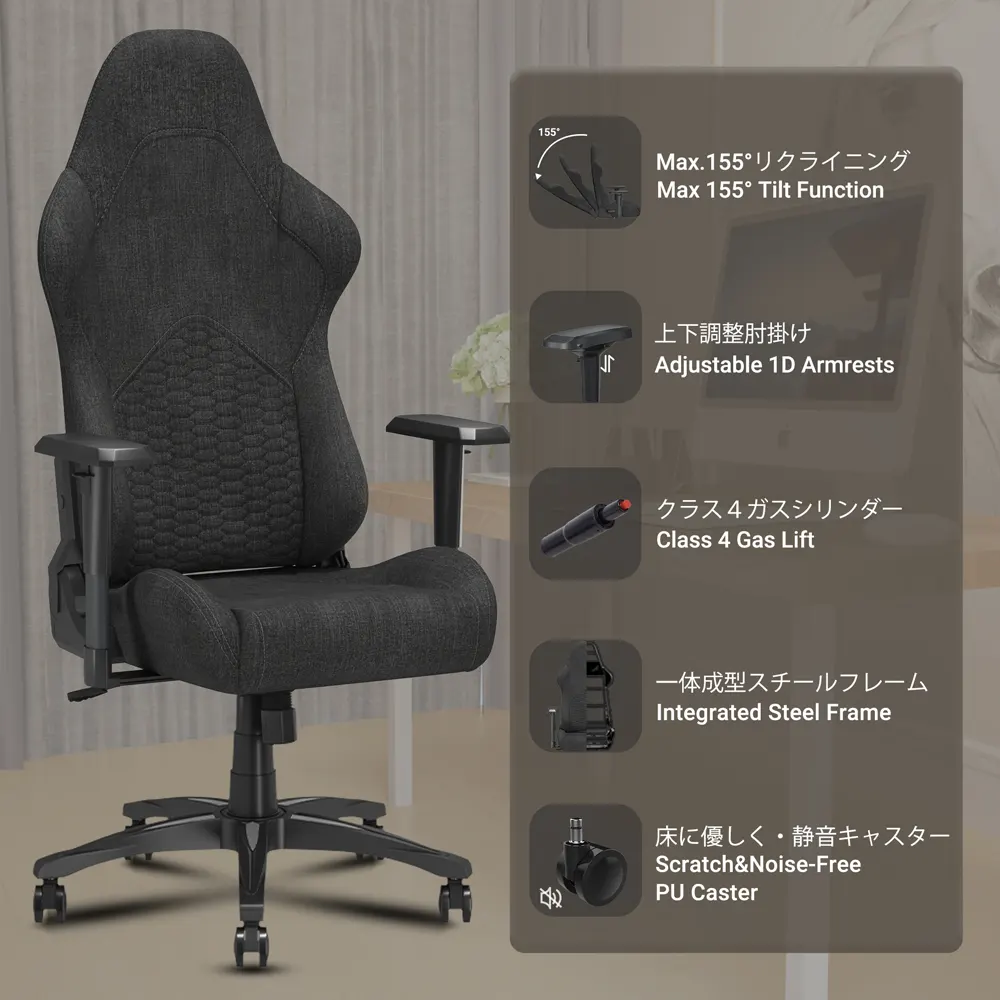 155°
Max.155°リクライニング
Max 155° Tilt Function
上下調整肘掛け
Adjustable 1D Armrests
クラス4ガスシリンダー
Class 4 Gas Lift
一体成型スチールフレーム
Integrated Steel Frame
床に優しく・静音キャスター
Scratch&Noise-Free
PU Caster